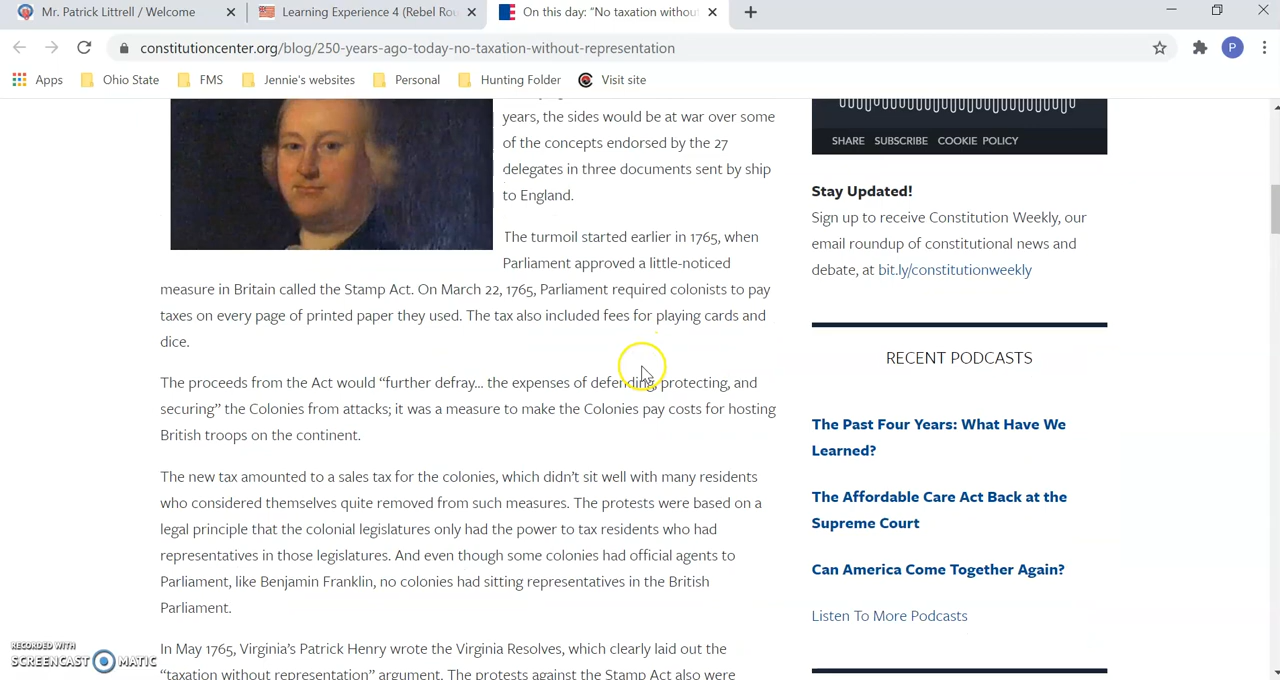 Mr. Patrick Littrell / Welcome
Learning Experience 4 (Rebel Rou
On this day: "No taxation withou
constitutioncenter.org/blog/250-years-ago-today-no-taxation-without-representation
P
Apps
Ohio State
FMS
Jennie's websites
Personal
Hunting Folder
Visit site
years, the sides would be at war over some
of the concepts endorsed by the 27
delegates in three documents sent by ship
to England.
The turmoil started earlier in 1765, when
Parliament approved a little-noticed
measure in Britain called the Stamp Act. On March 22, 1765, Parliament required colonists to pay
taxes on every page of printed paper they used. The tax also included fees for playing cards and
dice.
The proceeds from the Act would “further defray… the expenses of defending, protecting, and
securing” the Colonies from attacks; it was a measure to make the Colonies pay costs for hosting
British troops on the continent.
The new tax amounted to a sales tax for the colonies, which didn’t sit well with many residents
who considered themselves quite removed from such measures. The protests were based on a
legal principle that the colonial legislatures only had the power to tax residents who had
representatives in those legislatures. And even though some colonies had official agents to
Parliament, like Benjamin Franklin, no colonies had sitting representatives in the British
Parliament.
In May 1765, Virginia’s Patrick Henry wrote the Virginia Resolves, which clearly laid out the
“taxation without representation” argument. The protests against the Stamp Act also were
SHARE SUBSCRIBE COOKIE POLICY
Stay Updated!
Sign up to receive Constitution Weekly, our
email roundup of constitutional news and
debate, at bit.ly/constitutionweekly
RECENT PODCASTS
The Past Four Years: What Have We
Learned?
The Affordable Care Act Back at the
Supreme Court
Can America Come Together Again?
Listen To More Podcasts
RECORDED WITH
SCREENCAST MATIC